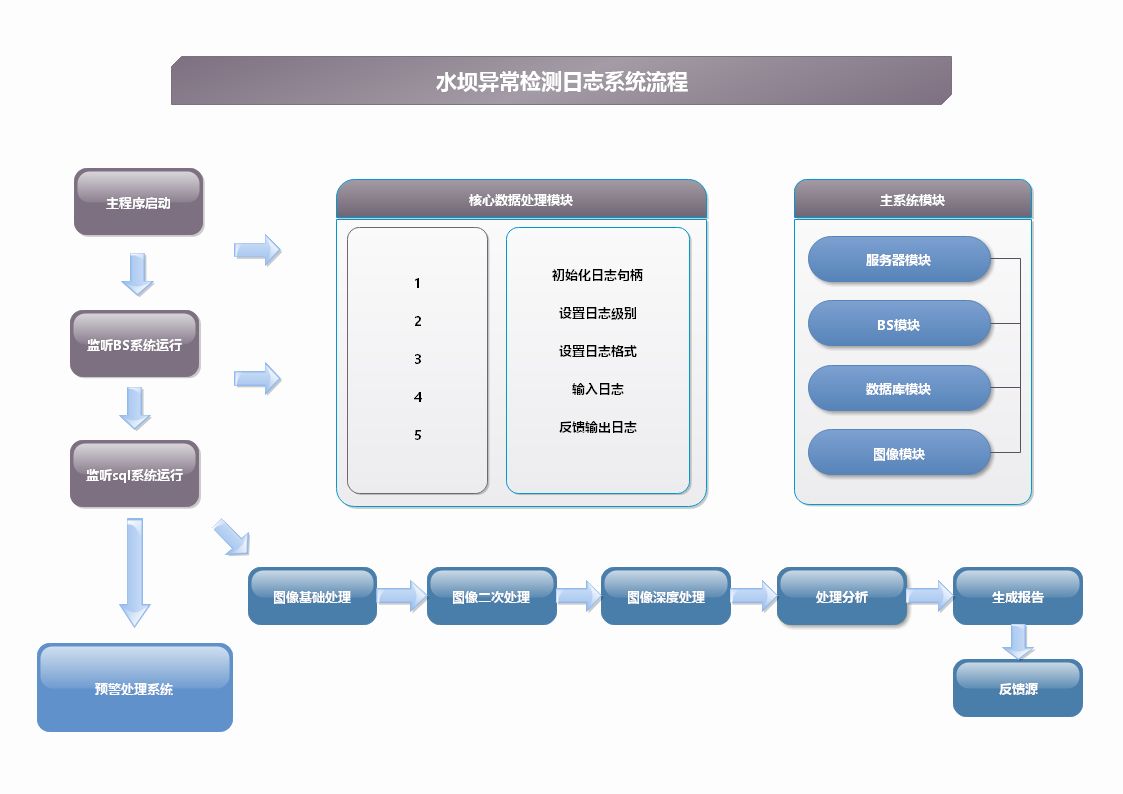 水坝异常检测日志系统流程
主程序启动
监听BS系统运行
监听sql系统运行
预警处理系统
核心数据处理模块
1
2
3
4
5
初始化日志句柄
设置日志级别
设置日志格式
输入日志
反馈输出日志
主系统模块
服务器模块
BS模块
数据库模块
图像模块
图像基础处理
图像二次处理
图像深度处理
处理分析
生成报告
反馈源